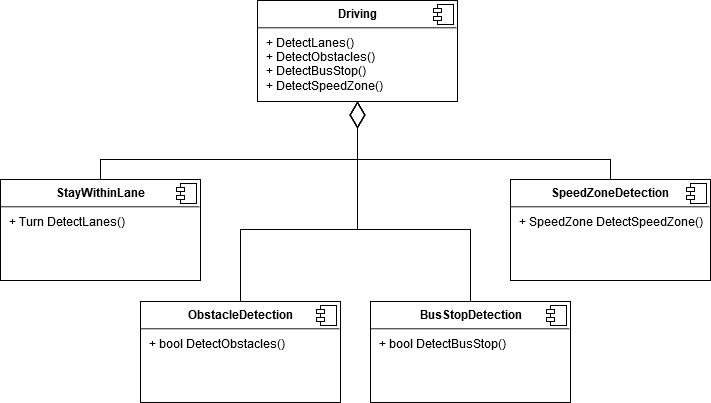 Driving
+ DetectLanes()
+ DetectObstacles()
+ DetectBusStop()
+ DetectSpeedZone()
StayWithinLane
+ Turn DetectLanes()
SpeedZoneDetection
+ SpeedZone DetectSpeedZone()
ObstacleDetection
+ bool DetectObstacles()
BusStopDetection
+ bool DetectBusStop()